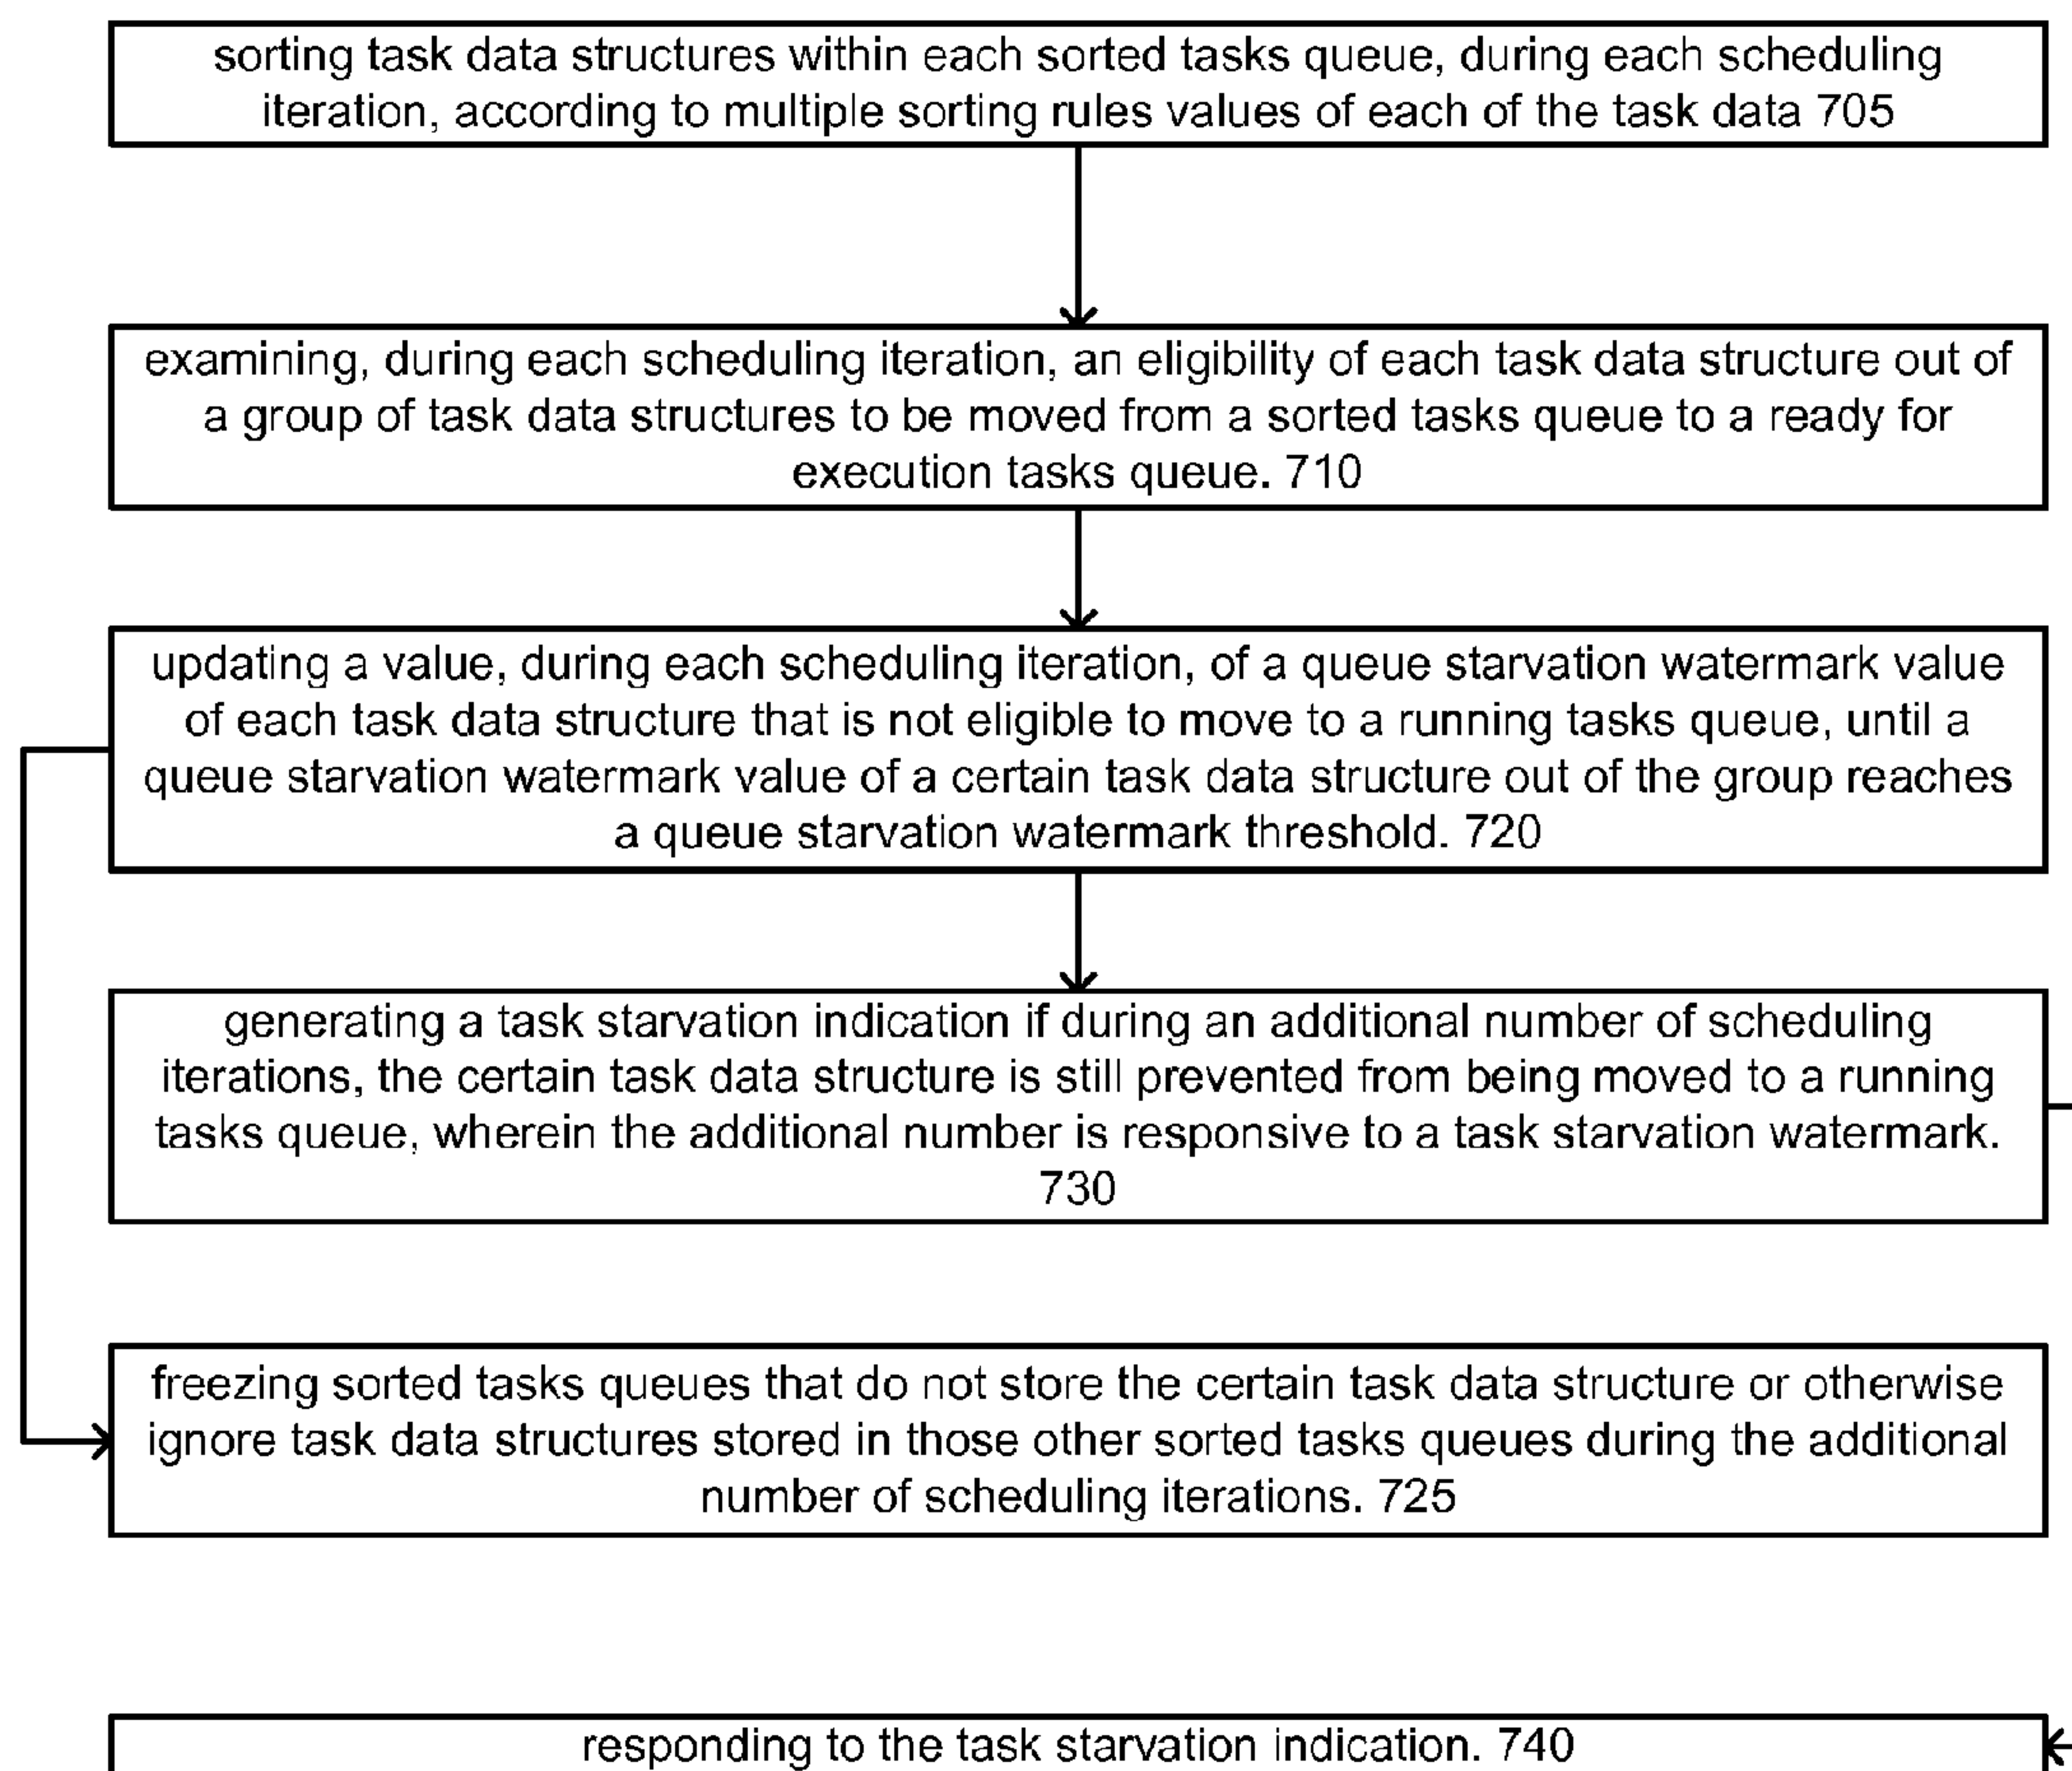 sorting task data structures within each sorted tasks queue, during each scheduling
iteration, according to multiple sorting rules values of each of the task data 705
examining, during each scheduling iteration, an eligibility of each task data structure out of
a group of task data structures to be moved from a sorted tasks queue to a ready for
execution tasks queue. 710
updating a value, during each scheduling iteration, of a queue starvation watermark value
of each task data structure that is not eligible to move to a running tasks queue, until a
queue starvation watermark value of a certain task data structure out of the group reaches
a queue starvation watermark threshold. 720
generating a task starvation indication if during an additional number of scheduling
iterations, the certain task data structure is still prevented from being moved to a running
tasks queue, wherein the additional number is responsive to a task starvation watermark.
730
freezing sorted tasks queues that do not store the certain task data structure or otherwise
ignore task data structures stored in those other sorted tasks queues during the additional
number of scheduling iterations. 725
responding to the task starvation indication. 740